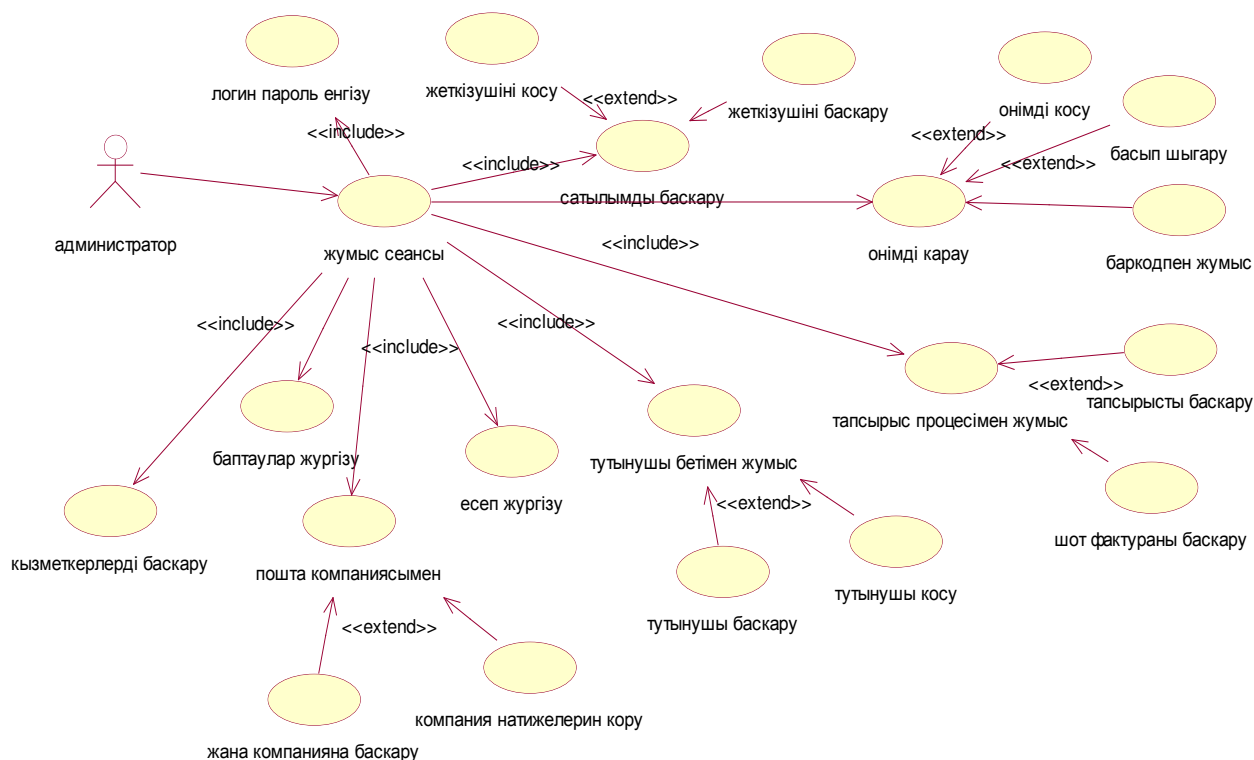 логин пароль енгізу
жеткізушіні косу
<<extend>>
жеткізушіні баскару
онімді косу
<<extend>>
басып шыгару
<<include>>
<<include>>
<<extend>>
сатылымды баскару
администратор
жумыс сеансы
<<include>>
онімді карау
баркодпен жумыс
<<include>>
<<include>>
<<include>>
<<extend>>
тапсырысты баскару
тапсырыс процесімен жумыс
баптаулар жургізу
тутынушы бетімен жумыс
есеп жургізу
<<extend>>
шот фактураны баскару
кызметкерлерді баскару
пошта компаниясымен
тутынушы косу
тутынушы баскару
<<extend>>
компания натижелерин кору
жана компанияна баскару